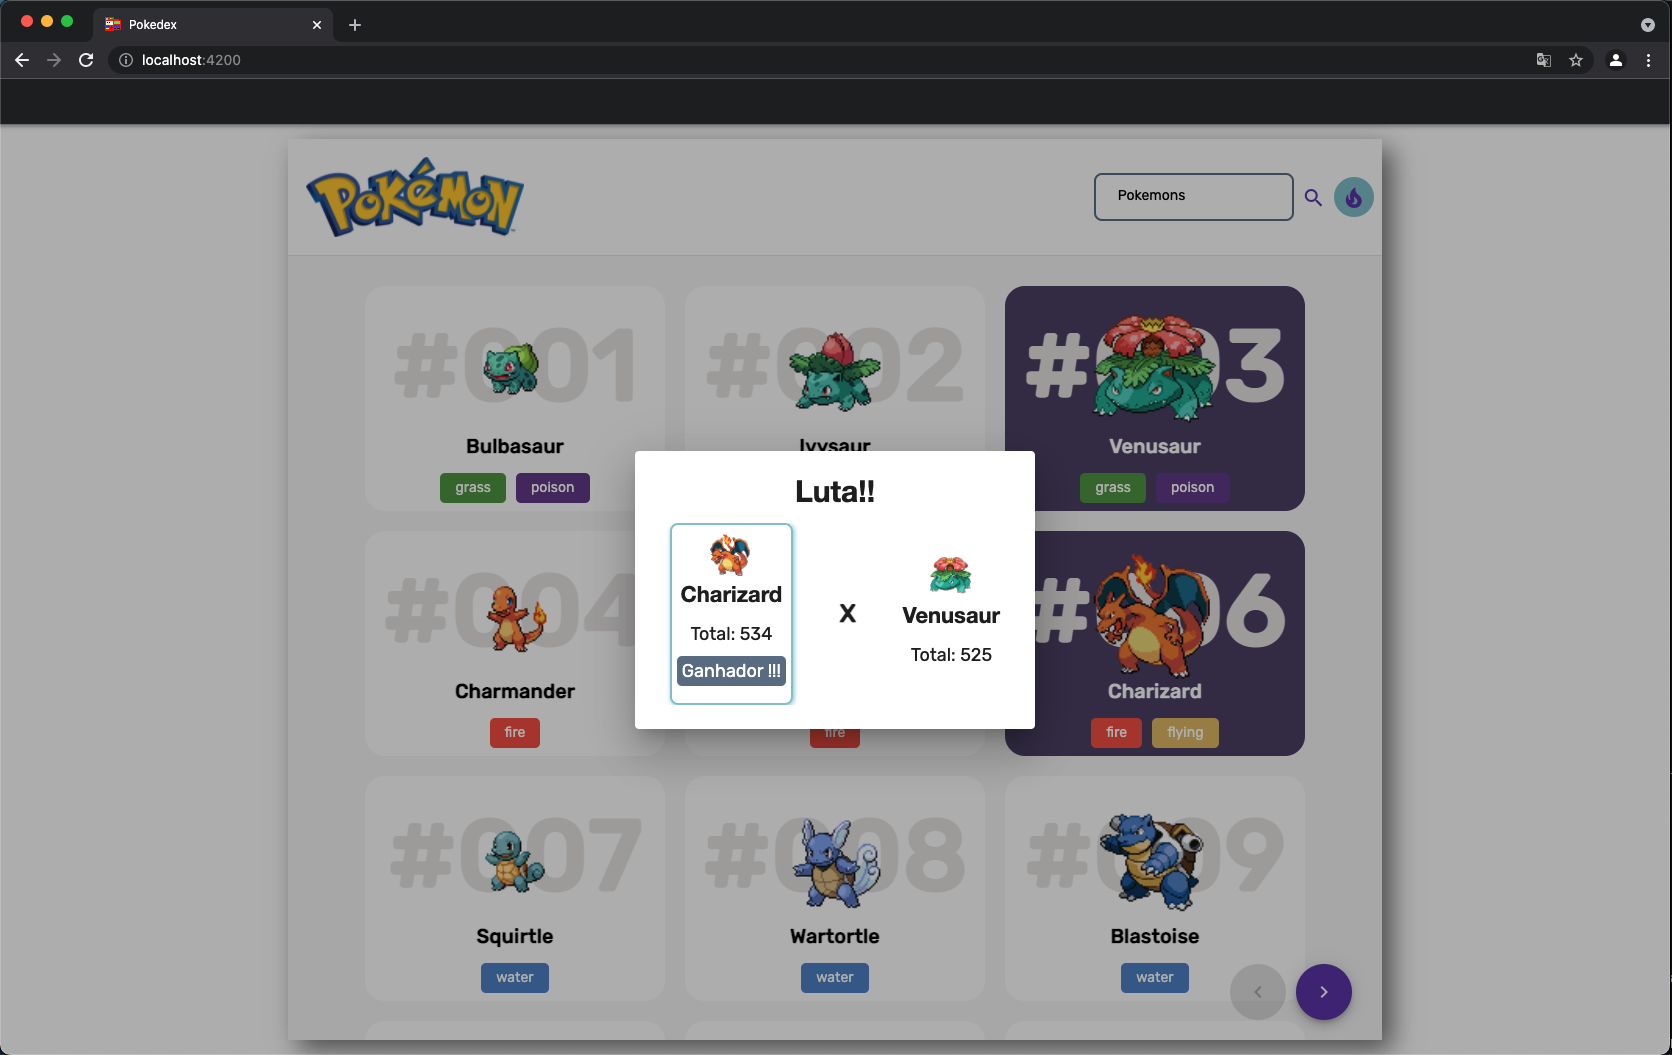 Pokedex
localhost:4200
POKéMON
Pokemons
#001
Bulbasaur
grass poison
#002
Ivysaur
#003
Venusaur
grass poison
Luta!!
Charizard
Total: 534
Ganhador !!!
X
Venusaur
Total: 525
#004
Charmander
fire
fire
#006
Charizard
fire flying
#007
Squirtle
water
#008
Wartortle
water
#009
Blastoise
water